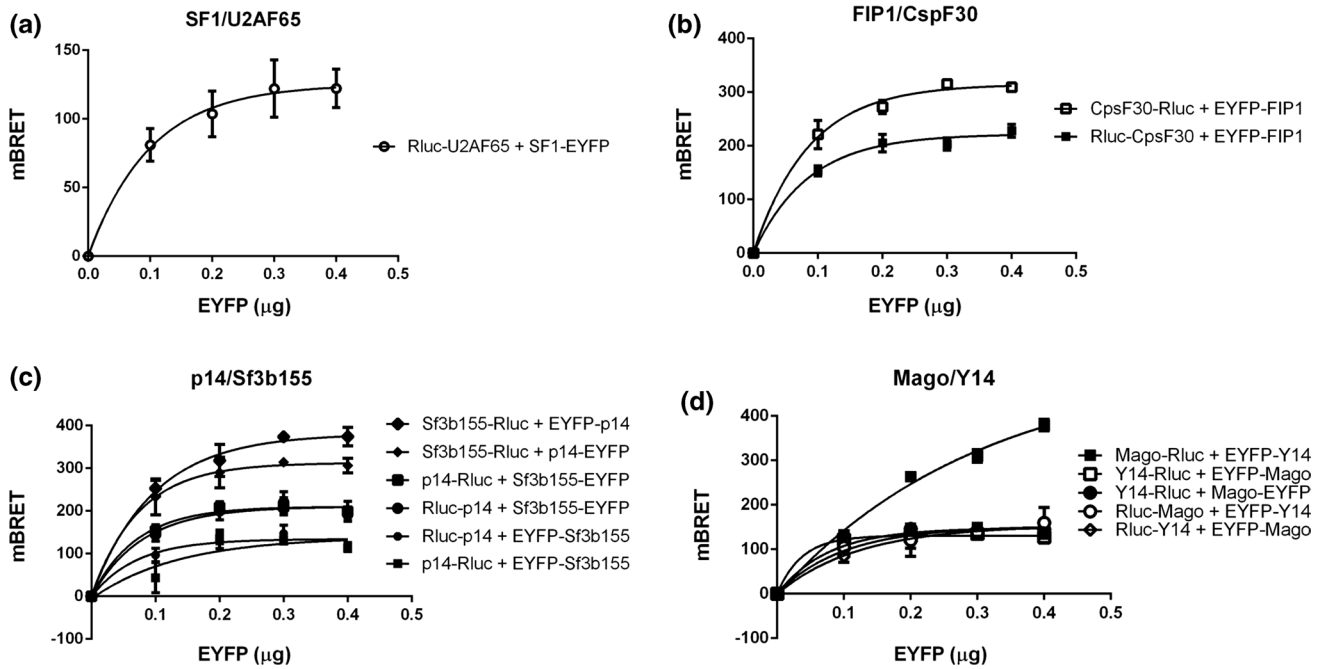 (a)
SF1/U2AF65
mBRET
150
100
50
0
0.0 0.1 0.2 0.3 0.4 0.5
EYFP (μg)
Rluc-U2AF65 + SF1-EYFP
(b)
FIP1/CspF30
mBRET
400
300
200
100
0
0.0 0.1 0.2 0.3 0.4 0.5
EYFP (μg)
CpsF30-Rluc + EYFP-FIP1
Rluc-CpsF30 + EYFP-FIP1
(c)
p14/Sf3b155
mBRET
400
300
200
100
0
-100
0.1 0.2 0.3 0.4 0.5
EYFP (μg)
Sf3b155-Rluc + EYFP-p14
Sf3b155-Rluc + p14-EYFP
p14-Rluc + Sf3b155-EYFP
Rluc-p14 + Sf3b155-EYFP
Rluc-p14 + EYFP-Sf3b155
p14-Rluc + EYFP-Sf3b155
(d)
Mago/Y14
mBRET
400
300
200
100
0
-100
0.1 0.2 0.3 0.4 0.5
EYFP (μg)
Mago-Rluc + EYFP-Y14
Y14-Rluc + EYFP-Mago
Y14-Rluc + Mago-EYFP
Rluc-Mago + EYFP-Y14
Rluc-Y14 + EYFP-Mago